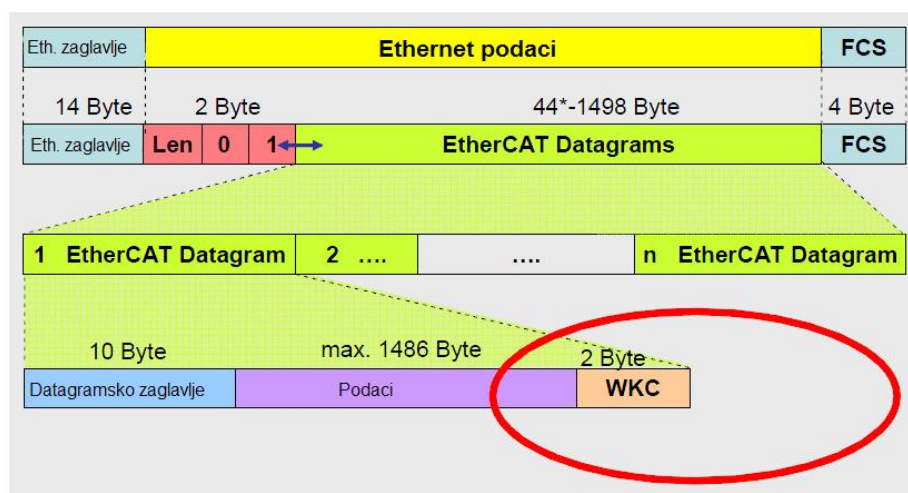 Eth. zaglavlje Ethernet podaci FCS
14 Byte 2 Byte 44*-1498 Byte 4 Byte
Eth. zaglavlje Len 0 1 EtherCAT Datagrams FCS
1 EtherCAT Datagram 2 .... .... n EtherCAT Datagram
10 Byte max. 1486 Byte 2 Byte
Datagramsko zaglavlje Podaci WKC